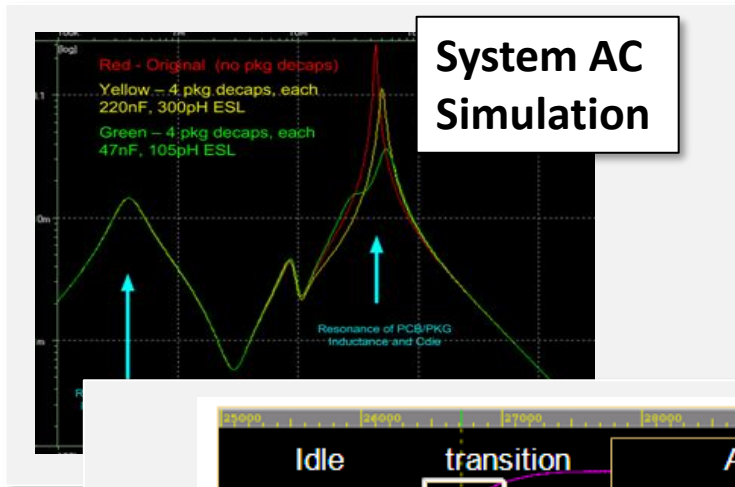 [log]
Red - Original (no pkg decaps)
Yellow – 4 pkg decaps, each
220nF, 300pH ESL
Green – 4 pkg decaps, each
47nF, 105pH ESL
System AC
Simulation
Resonance of PCB/PKG
Inductance and Cdie
25000 26000 27000 28000
Idle transition A